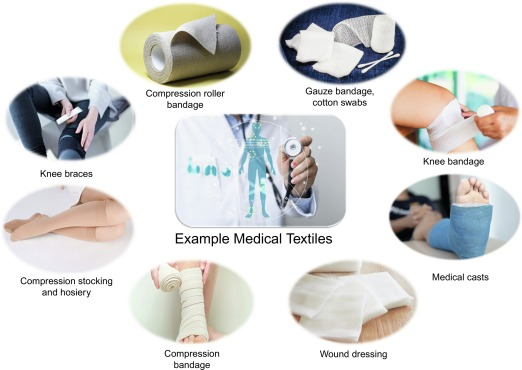 Compression roller
bandage
Gauze bandage,
cotton swabs
Knee braces
Knee bandage
Example Medical Textiles
Compression stocking
and hosiery
Medical casts
Compression
bandage
Wound dressing